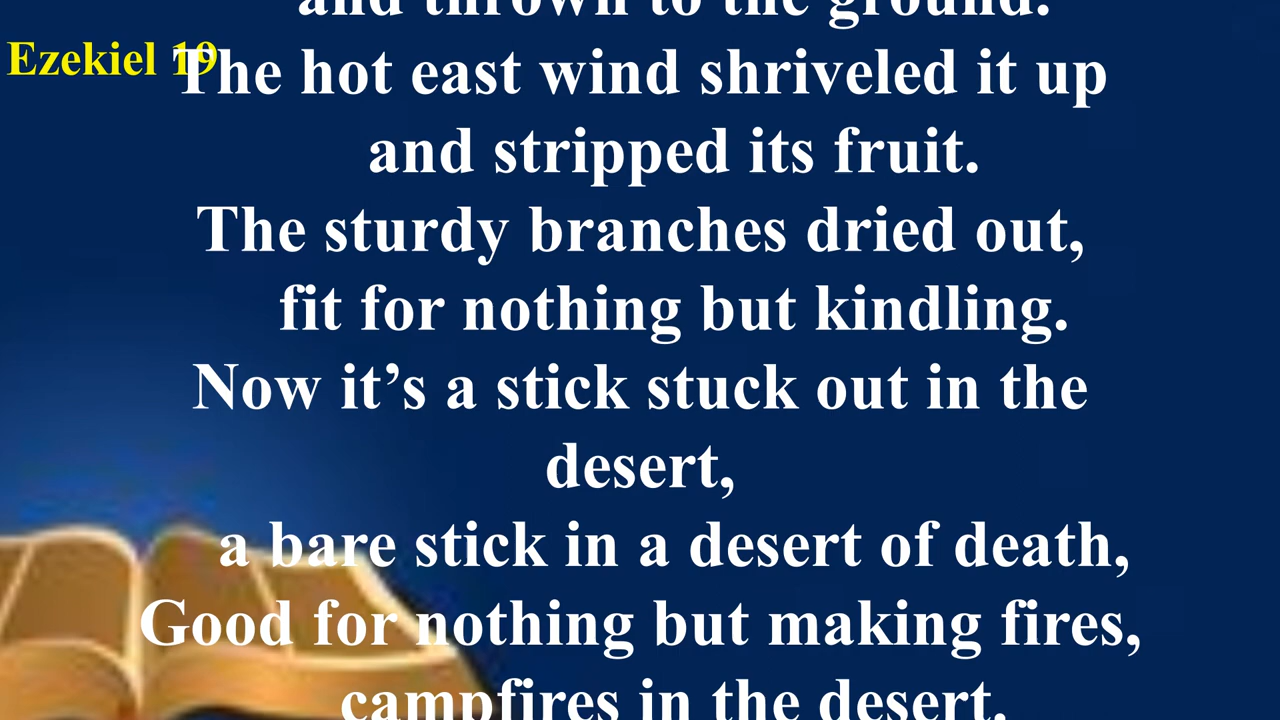 and thrown to the ground.
Ezekiel 19
The hot east wind shriveled it up
and stripped its fruit.
The sturdy branches dried out,
fit for nothing but kindling.
Now it’s a stick stuck out in the
desert,
a bare stick in a desert of death,
Good for nothing but making fires,
campfires in the desert.